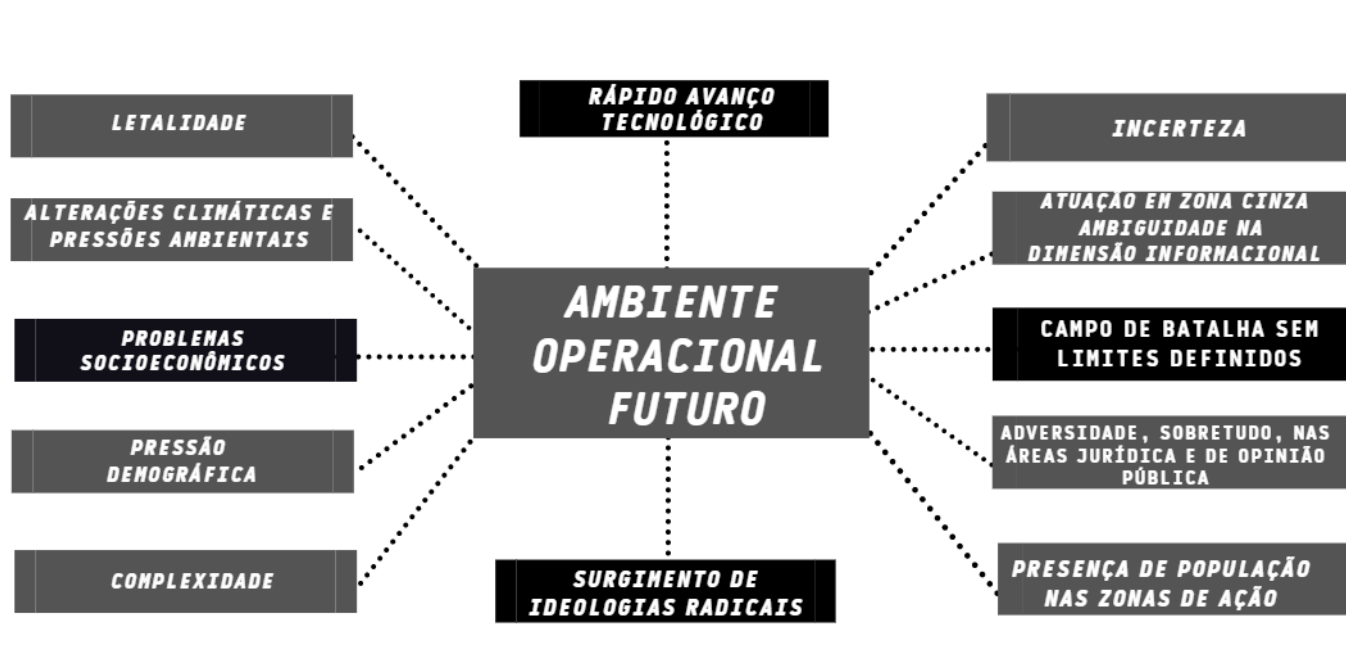 LETALIDADE
ALTERAÇÕES CLIMÁTICAS E
PRESSÕES AMBIENTAIS
PROBLEMAS
SOCIOECONÔMICOS
PRESSÃO
DEMOGRÁFICA
COMPLEXIDADE
RÁPIDO AVANÇO
TECNOLÓGICO
AMBIENTE
OPERACIONAL
FUTURO
SURGIMENTO DE
IDEOLOGIAS RADICAIS
INCERTEZA
ATUAÇÃO EM ZONA CINZA
AMBIGUIDADE NA
DIMENSÃO INFORMACIONAL
CAMPO DE BATALHA SEM
LIMITES DEFINIDOS
ADVERSIDADE, SOBRETUDO, NAS
ÁREAS JURÍDICA E DE OPINIÃO
PÚBLICA
PRESENÇA DE POPULAÇÃO
NAS ZONAS DE AÇÃO